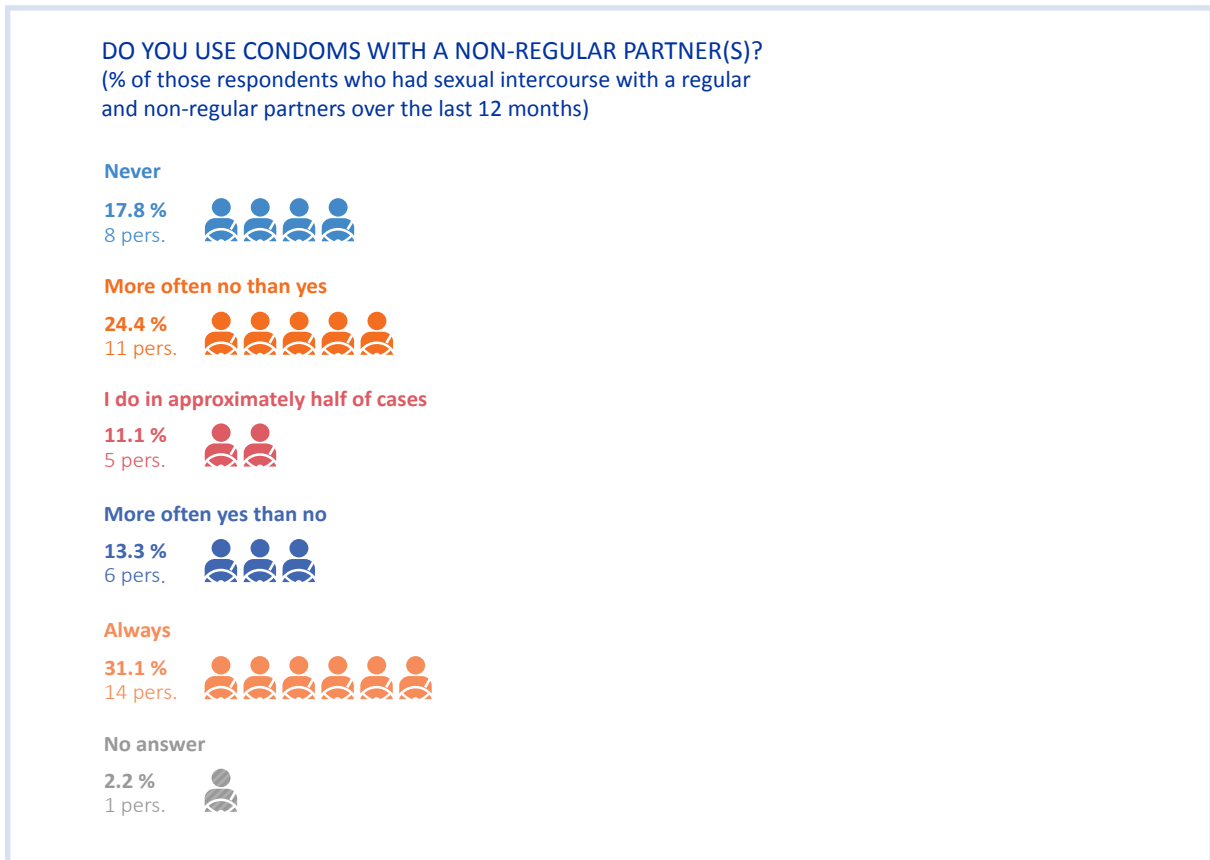 DO YOU USE CONDOMS WITH A NON-REGULAR PARTNER(S)?
(% of those respondents who had sexual intercourse with a regular
and non-regular partners over the last 12 months)
Never
17.8 %
8 pers.
More often no than yes
24.4 %
11 pers.
I do in approximately half of cases
11.1 %
5 pers.
More often yes than no
13.3 %
6 pers.
Always
31.1 %
14 pers.
No answer
2.2 %
1 pers.